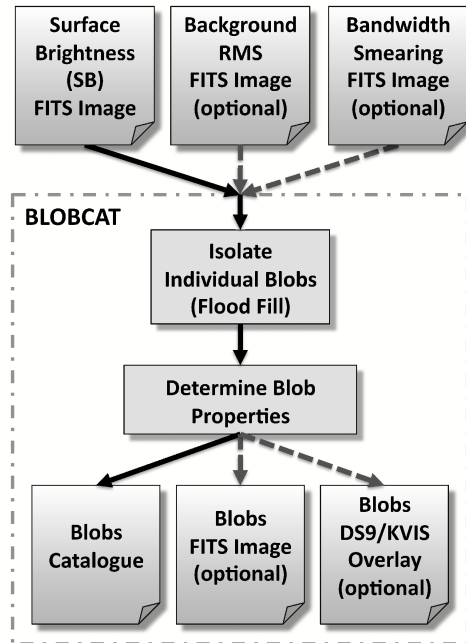 Surface
Brightness
(SB)
FITS Image
Background
RMS
FITS Image
(optional)
Bandwidth
Smearing
FITS Image
(optional)
BLOBCAT
Isolate
Individual Blobs
(Flood Fill)
Determine Blob
Properties
Blobs
Catalogue
Blobs
FITS Image
(optional)
Blobs
DS9/KVIS
Overlay
(optional)